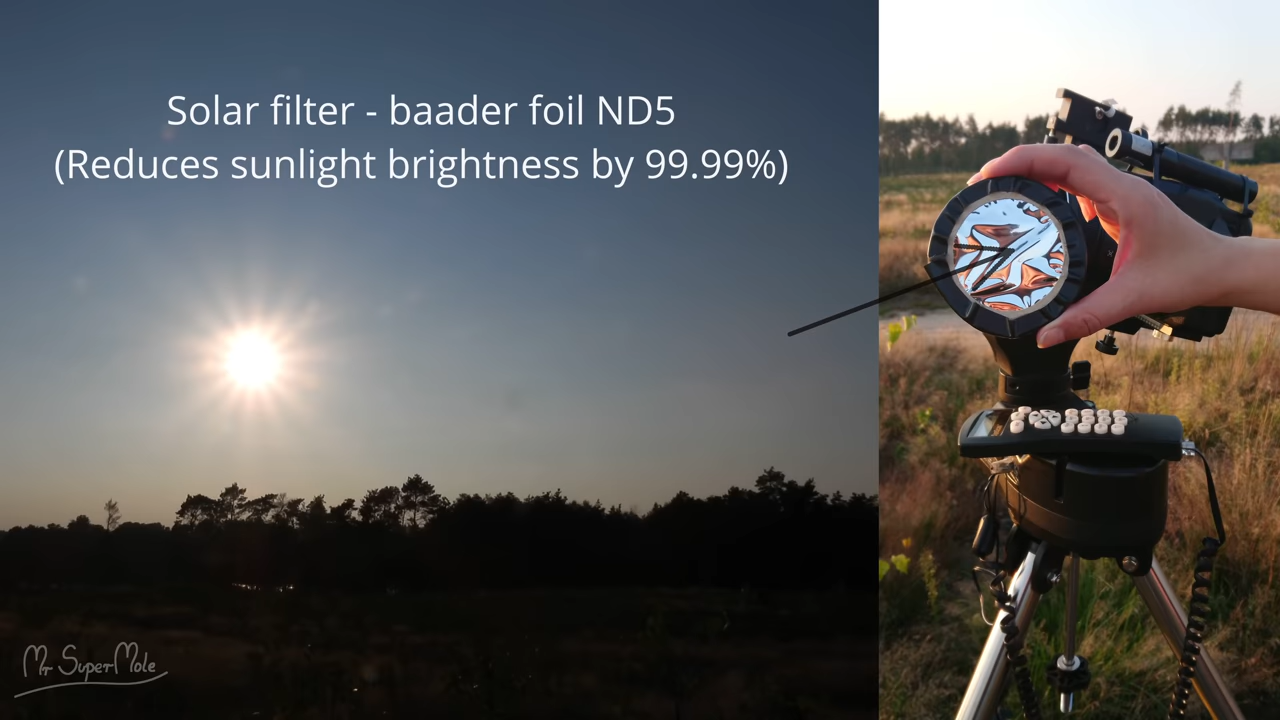 Solar filter - baader foil ND5
(Reduces sunlight brightness by 99.99%)
Mr SuperMole